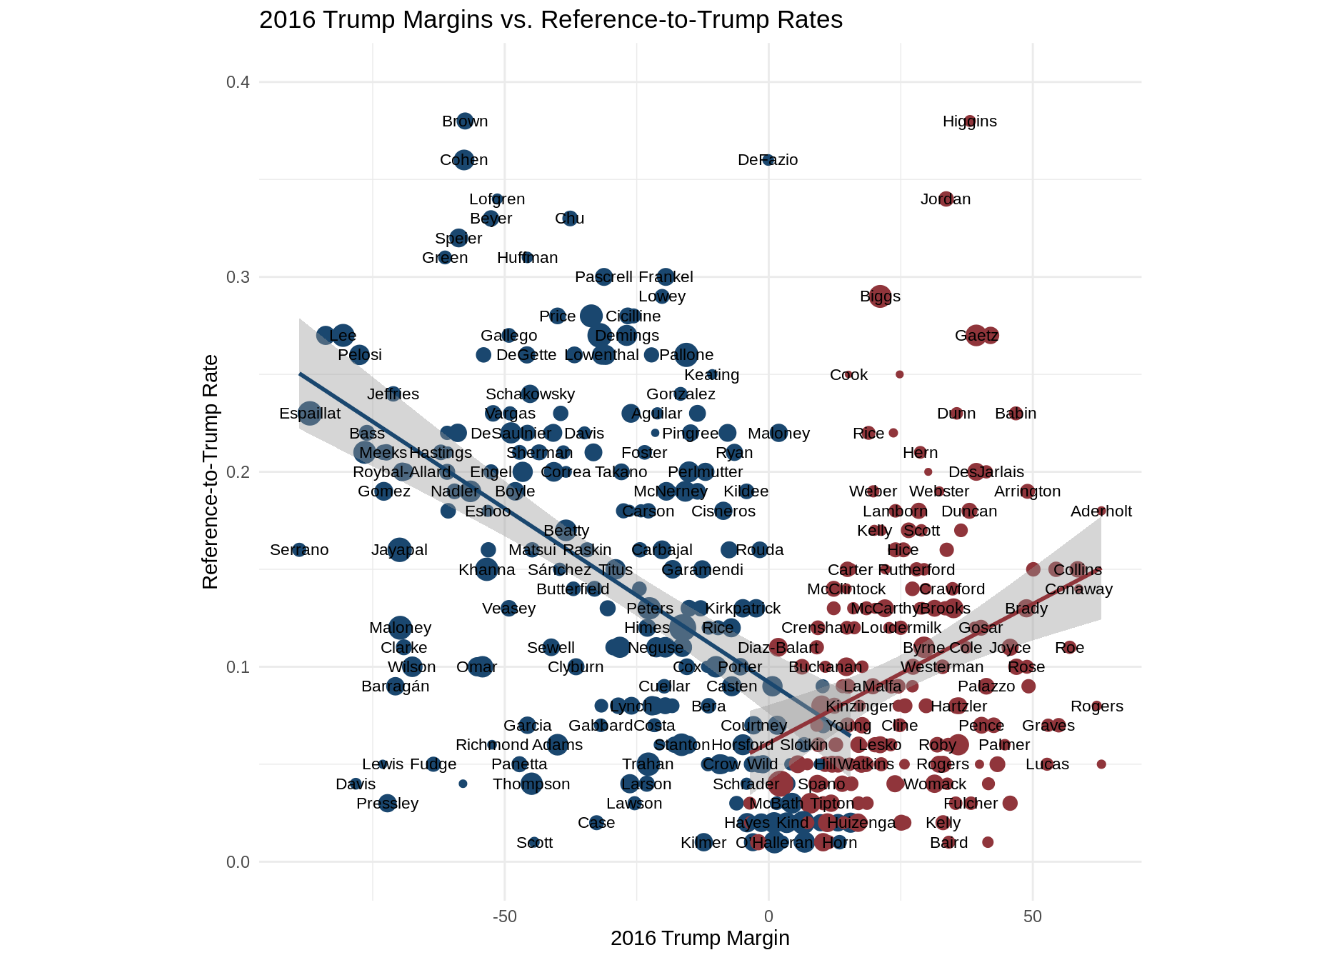 2016 Trump Margins vs. Reference-to-Trump Rates
0.4
Brown Higgins
Cohen DeFazio
Lofgren Jordan
Beyer Chu
Speier
Green Huffman
0.3 Pascrell Frankel
Lowey Biggs
Price Cicilline
Lee Gallego Demings Gaetz
Pelosi DeGette Lowenthal Pallone
Keating Cook
Jeffries Schakowsky Gonzalez
Espaillat Vargas Aguilar Dunn Babin
Bass DeSaulnier Davis Pingree Maloney Rice
Meeks Hastings Sherman Foster Ryan Hern
0.2 Roybal-Allard Engel Correa Takano Perlmutter DesJarlais
Gomez Nadler Boyle McNerney Kildee Weber Webster Arrington
Eshoo Carson Cisneros Lamborn Duncan Aderholt
Beatty Kelly Scott
Serrano Jayapal Matsui Raskin Carbajal Rouda Hice
Khanna Sánchez Titus Garamendi Carter Rutherford Collins
Butterfield McClintock Crawford Conaway
Veasey Peters Kirkpatrick McCarthy Brooks Brady
Maloney Himes Rice Crenshaw Loudermilk Gosar
Clarke Sewell Neguse Diaz-Balart Byrne Cole Joyce Roe
0.1 Wilson Omar Clyburn Cox Porter Buchanan Westerman Rose
Barragán Cuellar Casten LaMalfa Palazzo
Lynch Bera Kinzinger Hartzler Rogers
Garcia Gabbard Costa Courtney Young Cline Pence Graves
Richmond Adams Stanton Horsford Slotkin Lesko Roby Palmer
Lewis Fudge Panetta Trahan Crow Wild Hill Watkins Rogers Lucas
Davis Thompson Larson Schrader Spano Womack
Pressley Lawson McBath Tipton Fulcher
Case Hayes Kind Huizenga Kelly
Scott Kilmer O'Halleran Horn Baird
0.0
-50 0 50
2016 Trump Margin
Reference-to-Trump Rate